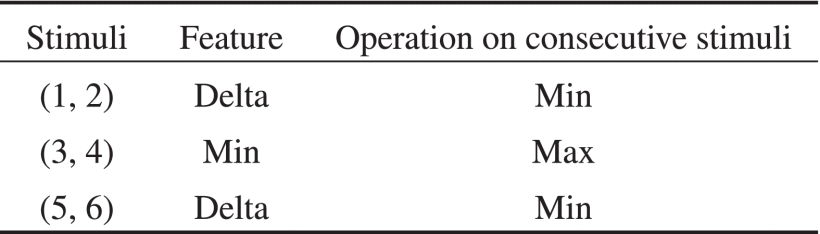 Stimuli Feature Operation on consecutive stimuli
(1, 2) Delta Min
(3, 4) Min Max
(5, 6) Delta Min